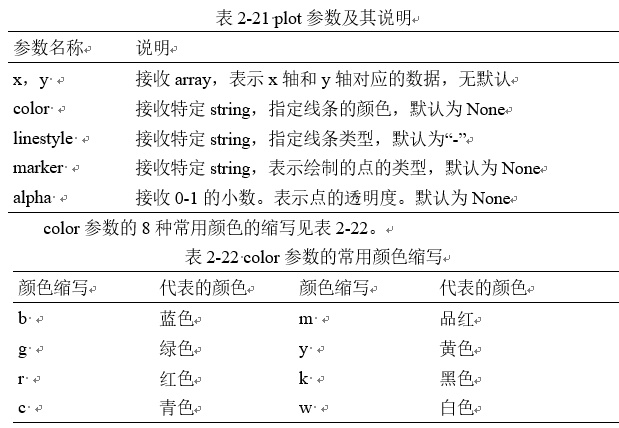 表 2-21 plot 参数及其说明
参数名称 说明
x，y 接收 array，表示 x 轴和 y 轴对应的数据，无默认
color 接收特定 string，指定线条的颜色，默认为 None
linestyle 接收特定 string，指定线条类型，默认为“-”
marker 接收特定 string，表示绘制的点的类型，默认为 None
alpha 接收 0-1 的小数。表示点的透明度。默认为 None
color 参数的 8 种常用颜色的缩写见表 2-22。
表 2-22 color 参数的常用颜色缩写
颜色缩写 代表的颜色 颜色缩写 代表的颜色
b 蓝色 m 品红
g 绿色 y 黄色
r 红色 k 黑色
c 青色 w 白色